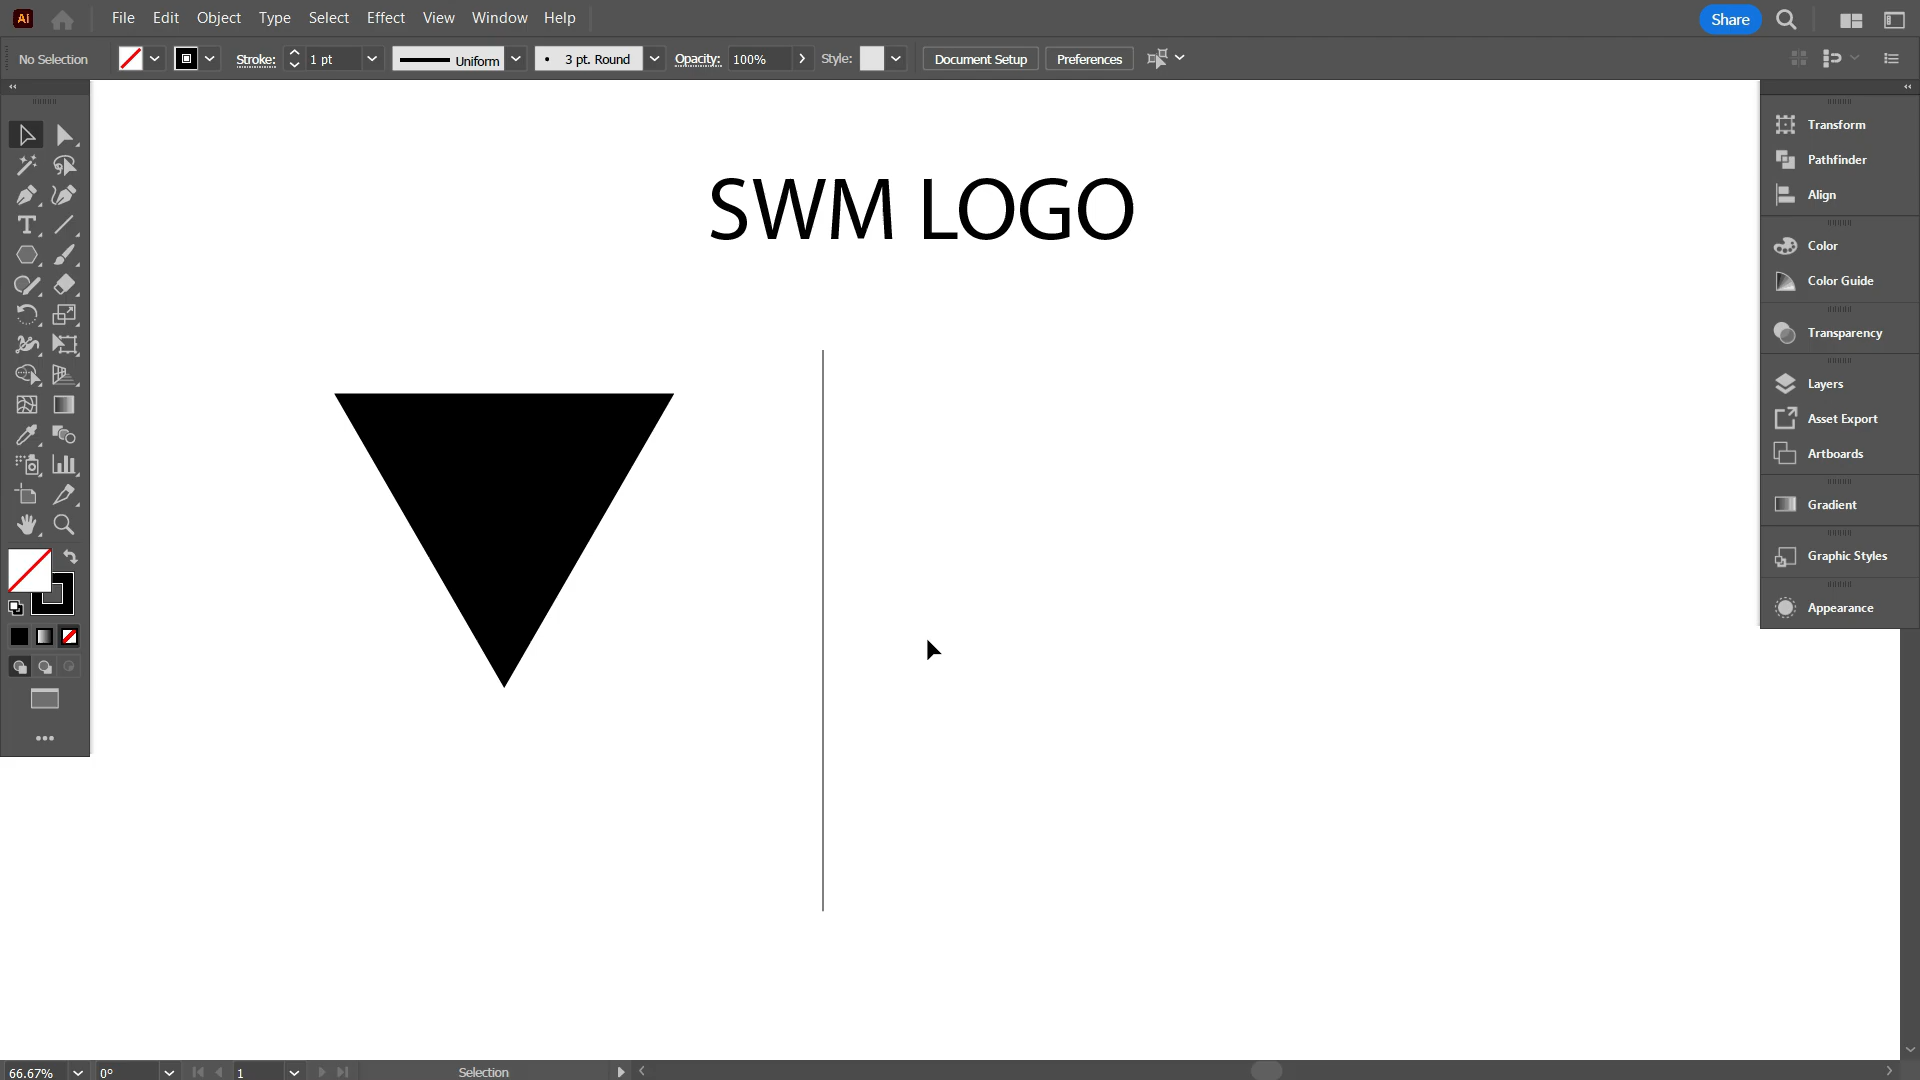 Ai File Edit Object Type Select Effect View Window Help Share
No Selection Stroke: 1 pt Uniform 3 pt. Round Opacity: 100% Style: Document Setup Preferences
Transform
Pathfinder
Align
SWM LOGO
Color
Color Guide
Transparency
Layers
Asset Export
Artboards
Gradient
Graphic Styles
Appearance
66.67% 0° 1 Selection